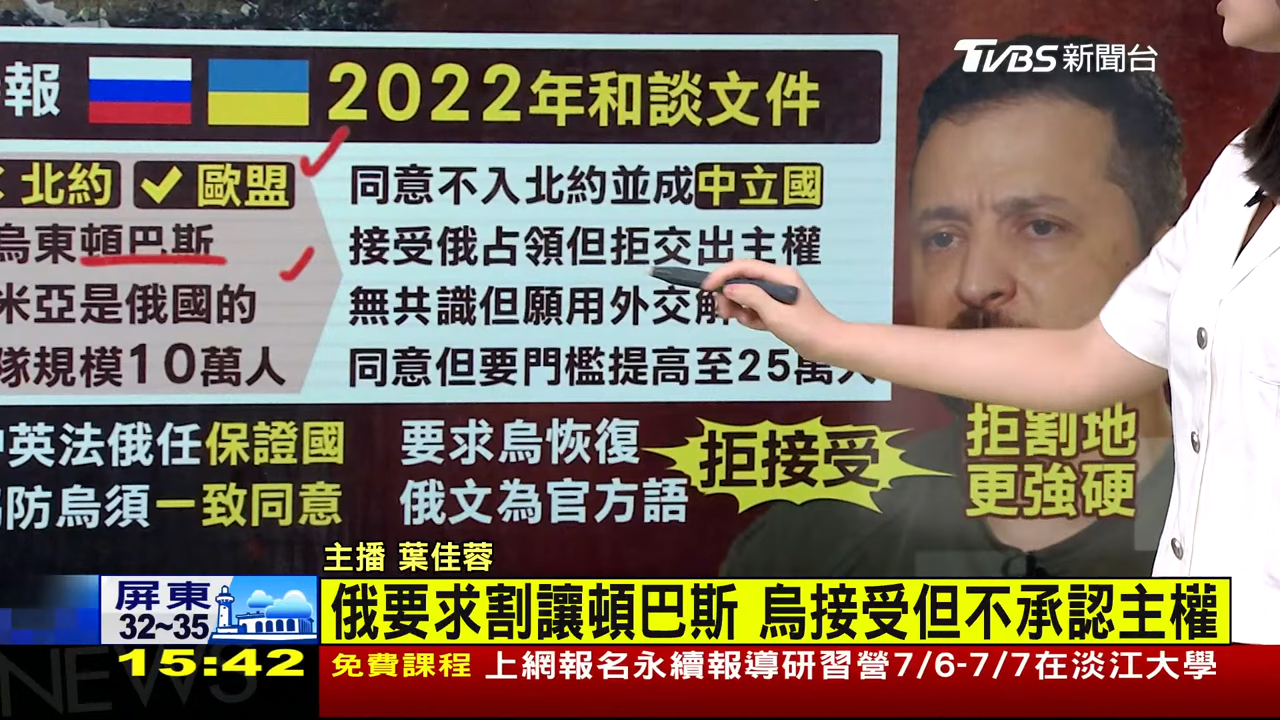 TVBS新聞台
報 2022年和談文件
北約 ✓歐盟 同意不入北約並成中立國
烏東頓巴斯 接受俄占領但拒交出主權
米亞是俄國的 無共識但願用外交解
隊規模10萬人 同意但要門檻提高至25萬人
英法俄任保證國 要求烏恢復
防烏須一致同意 俄文為官方語
拒接受
拒割地
更強硬
主播 葉佳蓉
屏東
32~35
俄要求割讓頓巴斯 烏接受但不承認主權
15:42
免費課程 上網報名永續報導研習營7/6-7/7在淡江大學
NEWS